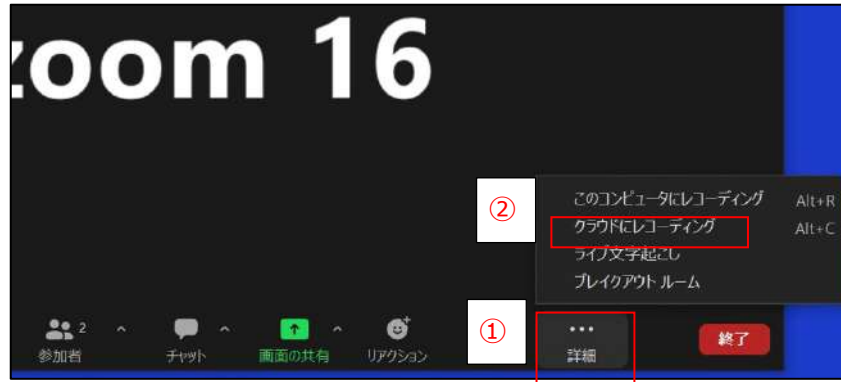 zoom 16
②
このコンピュータにレコーディング Alt+R
クラウドにレコーディング Alt+C
ライブ文字起こし
ブレイクアウト ルーム
①
2
参加者
チャット
画面の共有
リアクション
詳細
終了